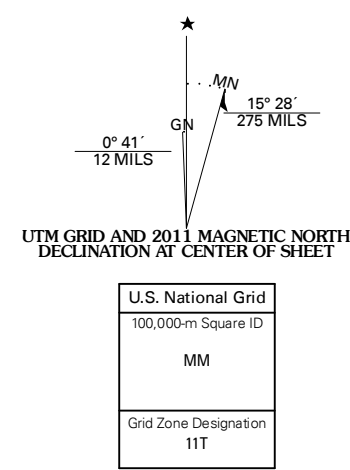 MN
15° 28´
275 MILS
GN
0° 41´
12 MILS
UTM GRID AND 2011 MAGNETIC NORTH
DECLINATION AT CENTER OF SHEET
U.S. National Grid
100,000-m Square ID
MM
Grid Zone Designation
11T